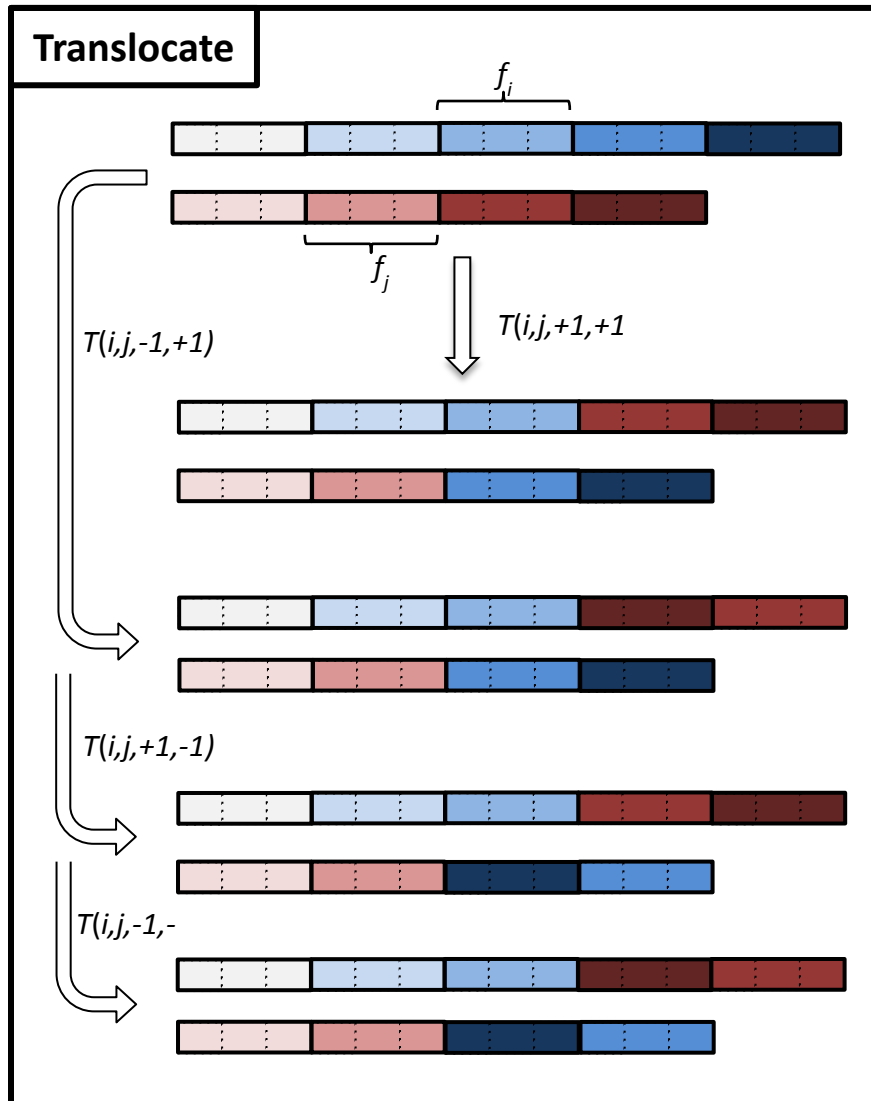 Translocate
f_i
f_j
T(i,j,-1,+1)
T(i,j,+1,+1
T(i,j,+1,-1)
T(i,j,-1,-